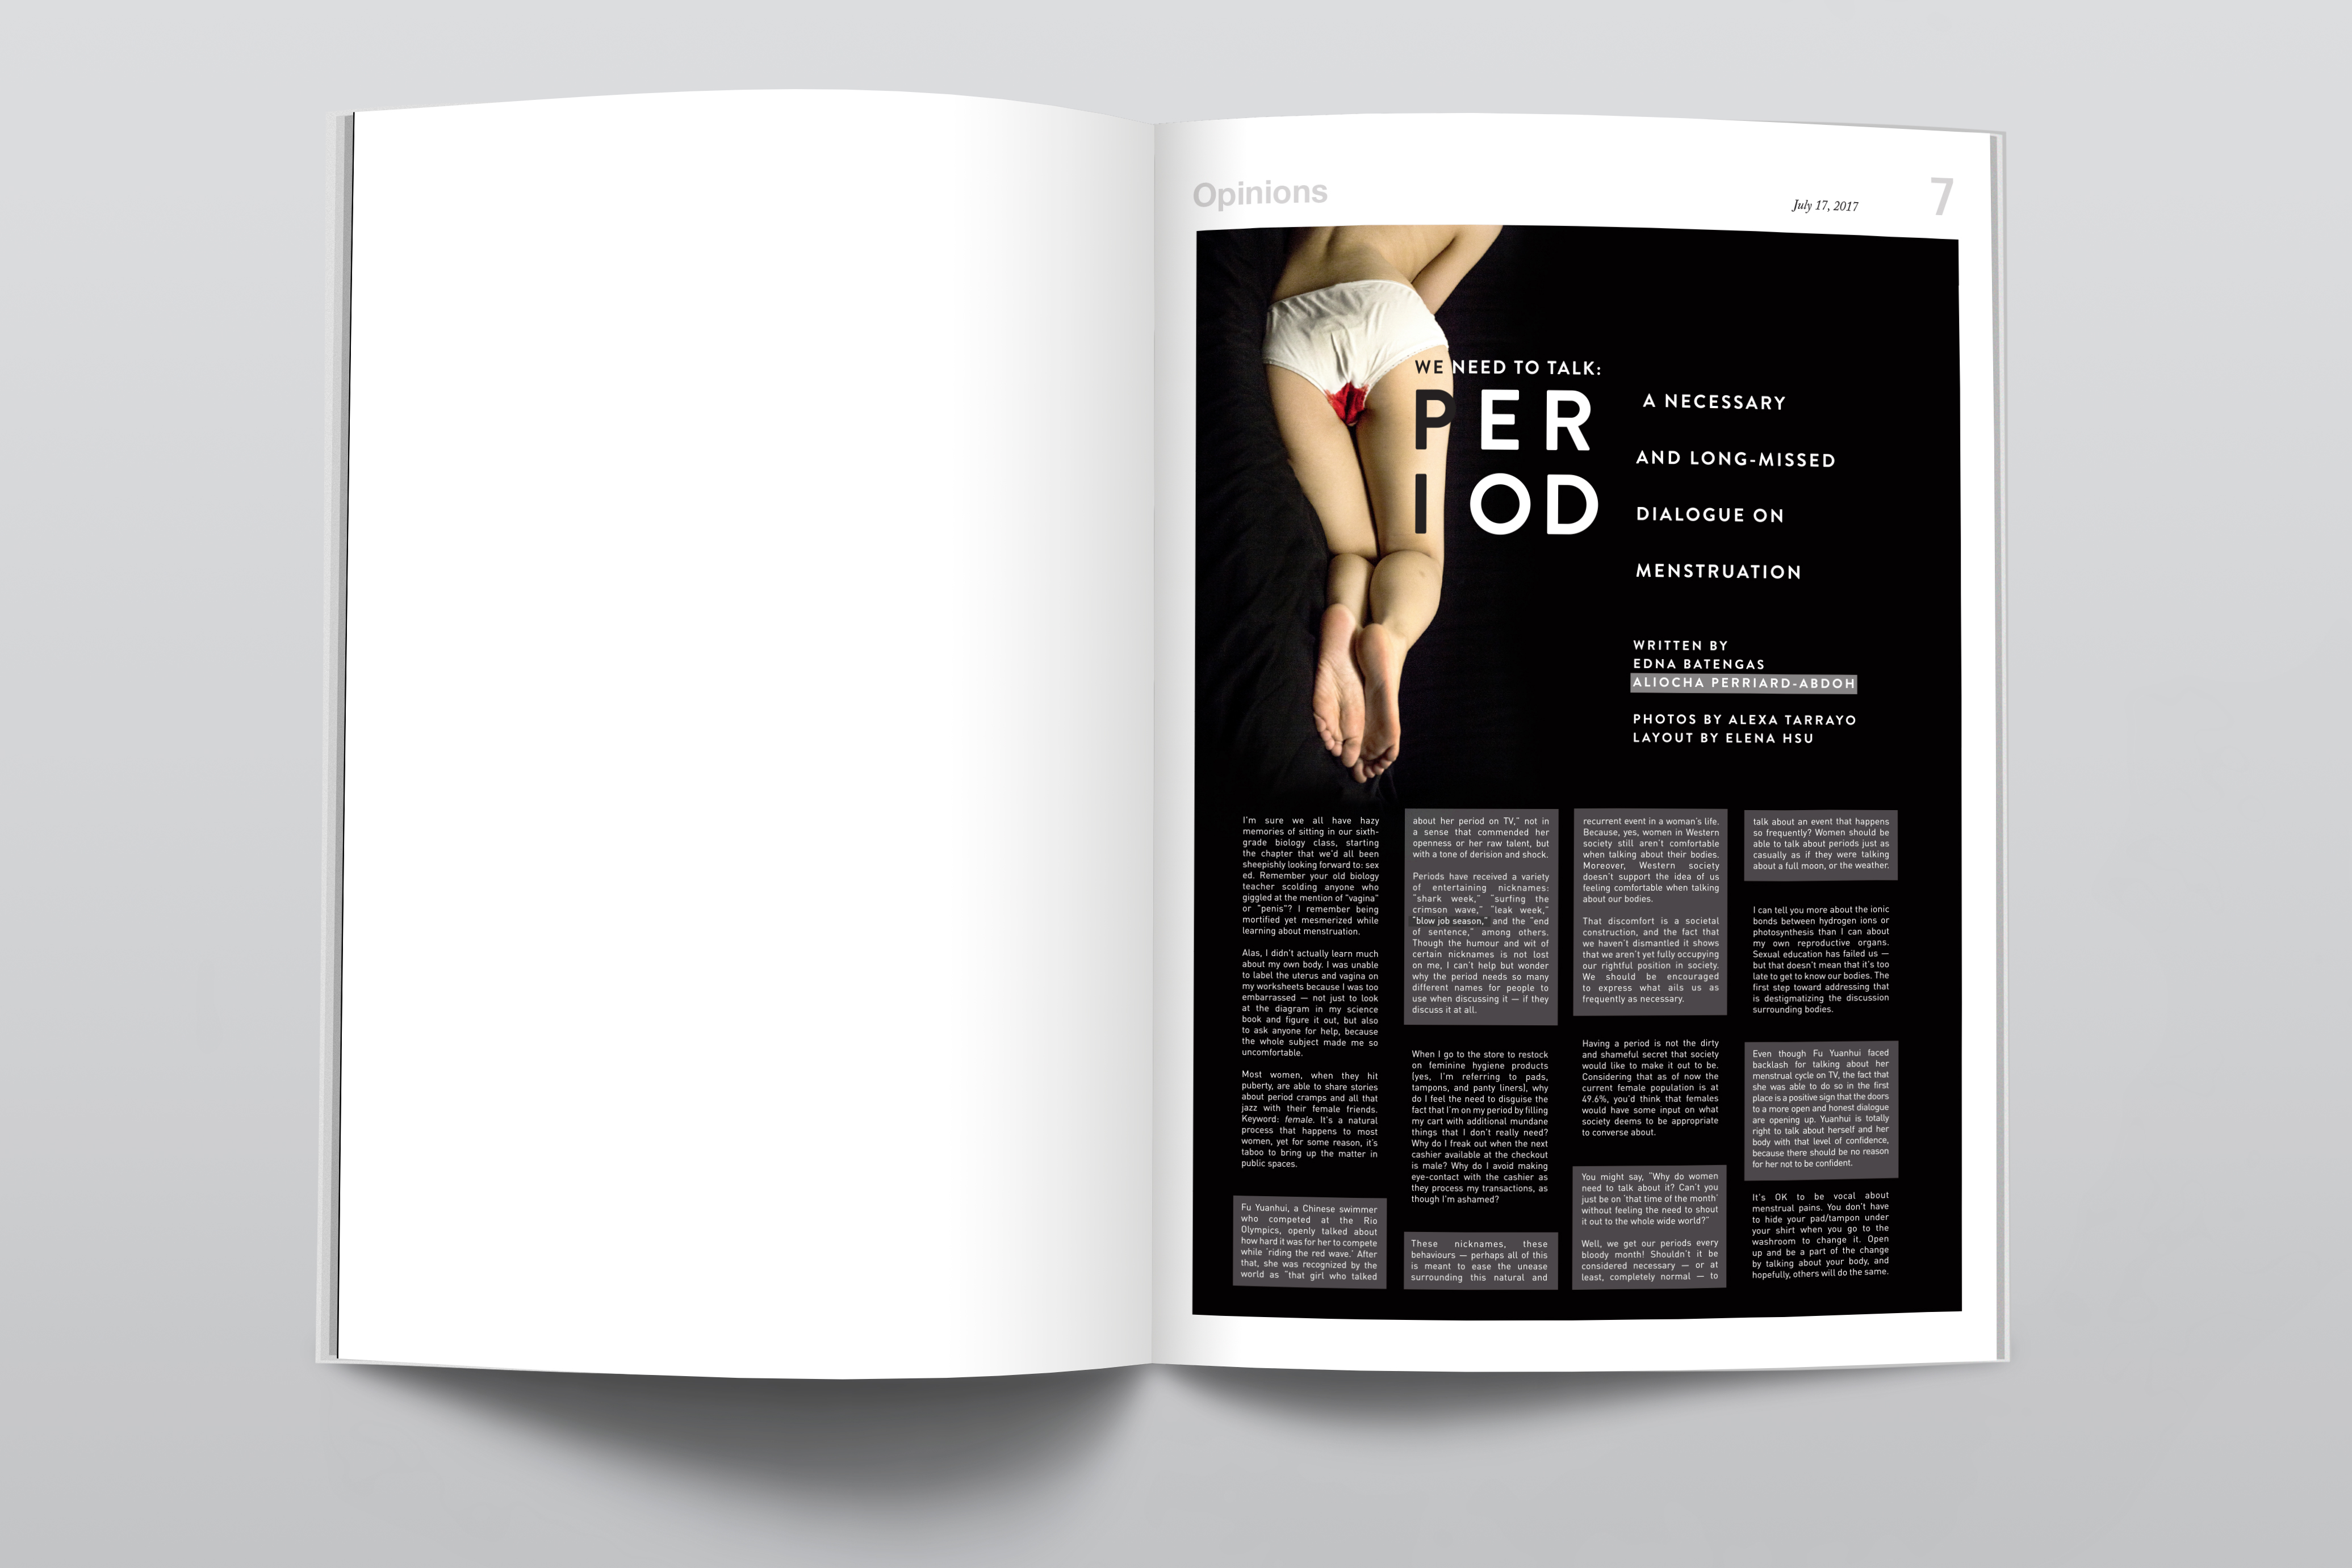 Opinions
July 17, 2017
7
WE NEED TO TALK:
PER
IOD
A NECESSARY
AND LONG-MISSED
DIALOGUE ON
MENSTRUATION
WRITTEN BY
EDNA BATENGAS
ALIOCHA PERRIARD-ABDOH
PHOTOS BY ALEXA TARRAYO
LAYOUT BY ELENA HSU
I'm sure we all have hazy
memories of sitting in our sixth-
grade biology class, starting
the chapter that we'd all been
sheepishly looking forward to: sex
ed. Remember your old biology
teacher scolding anyone who
giggled at the mention of "vagina"
or "penis"? I remember being
mortified yet mesmerized while
learning about menstruation.
Alas, I didn't actually learn much
about my own body. I was unable
to label the uterus and vagina on
my worksheets because I was too
embarrassed — not just to look
at the diagram in my science
book and figure it out, but also
to ask anyone for help, because
the whole subject made me so
uncomfortable.
Most women, when they hit
puberty, are able to share stories
about period cramps and all that
jazz with their female friends.
Keyword: female. It's a natural
process that happens to most
women, yet for some reason, it's
taboo to bring up the matter in
public spaces.
Fu Yuanhui, a Chinese swimmer
who competed at the Rio
Olympics, openly talked about
how hard it was for her to compete
while 'riding the red wave.' After
that, she was recognized by the
world as "that girl who talked
about her period on TV," not in
a sense that commended her
openness or her raw talent, but
with a tone of derision and shock.
Periods have received a variety
of entertaining nicknames:
"shark week," "surfing the
crimson wave," "leak week,"
"blow job season," and the "end
of sentence," among others.
Though the humour and wit of
certain nicknames is not lost
on me, I can't help but wonder
why the period needs so many
different names for people to
use when discussing it — if they
discuss it at all.
When I go to the store to restock
on feminine hygiene products
(yes, I'm referring to pads,
tampons, and panty liners), why
do I feel the need to disguise the
fact that I'm on my period by filling
my cart with additional mundane
things that I don't really need?
Why do I freak out when the next
cashier available at the checkout
is male? Why do I avoid making
eye-contact with the cashier as
they process my transactions, as
though I'm ashamed?
These nicknames, these
behaviours — perhaps all of this
is meant to ease the unease
surrounding this natural and
recurrent event in a woman's life.
Because, yes, women in Western
society still aren't comfortable
when talking about their bodies.
Moreover, Western society
doesn't support the idea of us
feeling comfortable when talking
about our bodies.
That discomfort is a societal
construction, and the fact that
we haven't dismantled it shows
that we aren't yet fully occupying
our rightful position in society.
We should be encouraged
to express what ails us as
frequently as necessary.
Having a period is not the dirty
and shameful secret that society
would like to make it out to be.
Considering that as of now the
current female population is at
49.6%, you'd think that females
would have some input on what
society deems to be appropriate
to converse about.
You might say, "Why do women
need to talk about it? Can't you
just be on 'that time of the month'
without feeling the need to shout
it out to the whole wide world?"
Well, we get our periods every
bloody month! Shouldn't it be
considered necessary — or at
least, completely normal — to
talk about an event that happens
so frequently? Women should be
able to talk about periods just as
casually as if they were talking
about a full moon, or the weather.
I can tell you more about the ionic
bonds between hydrogen ions or
photosynthesis than I can about
my own reproductive organs.
Sexual education has failed us —
but that doesn't mean that it's too
late to get to know our bodies. The
first step toward addressing that
is destigmatizing the discussion
surrounding bodies.
Even though Fu Yuanhui faced
backlash for talking about her
menstrual cycle on TV, the fact that
she was able to do so in the first
place is a positive sign that the doors
to a more open and honest dialogue
are opening up. Yuanhui is totally
right to talk about herself and her
body with that level of confidence,
because there should be no reason
for her not to be confident.
It's OK to be vocal about
menstrual pains. You don't have
to hide your pad/tampon under
your shirt when you go to the
washroom to change it. Open
up and be a part of the change
by talking about your body, and
hopefully, others will do the same.